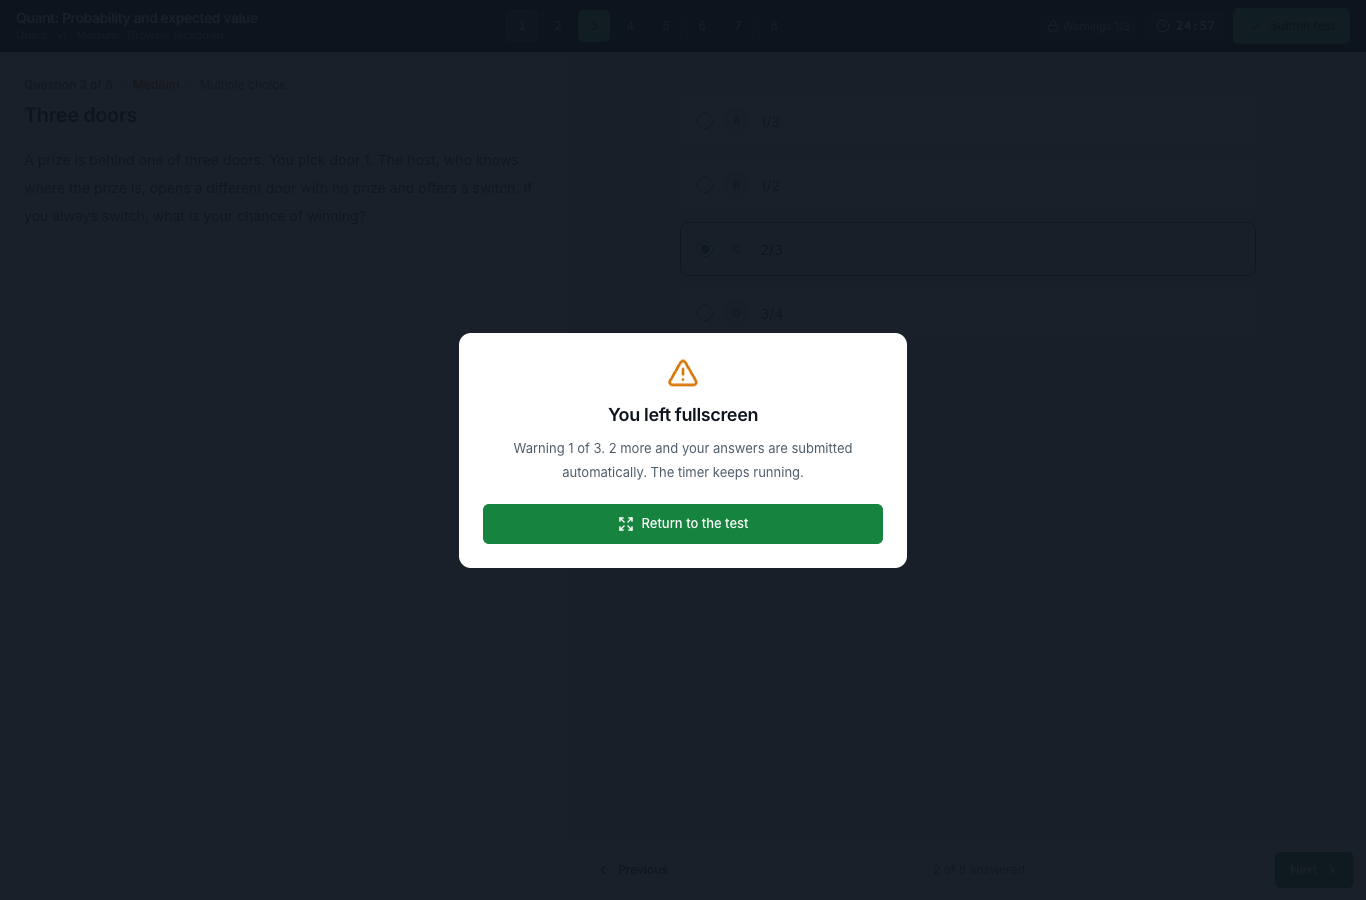 Quant: Probability and expected value
Quant · v1 · Medium · Browser lockdown
1 2 3 4 5 6 7 8
Warnings 1/3
24:57
Submit test
Question 3 of 8 Medium Multiple choice
Three doors
A prize is behind one of three doors. You pick door 1. The host, who knows
where the prize is, opens a different door with no prize and offers a switch. If
you always switch, what is your chance of winning?
A 1/3
B 1/2
C 2/3
D 3/4
You left fullscreen
Warning 1 of 3. 2 more and your answers are submitted
automatically. The timer keeps running.
Return to the test
Previous
2 of 8 answered
Next